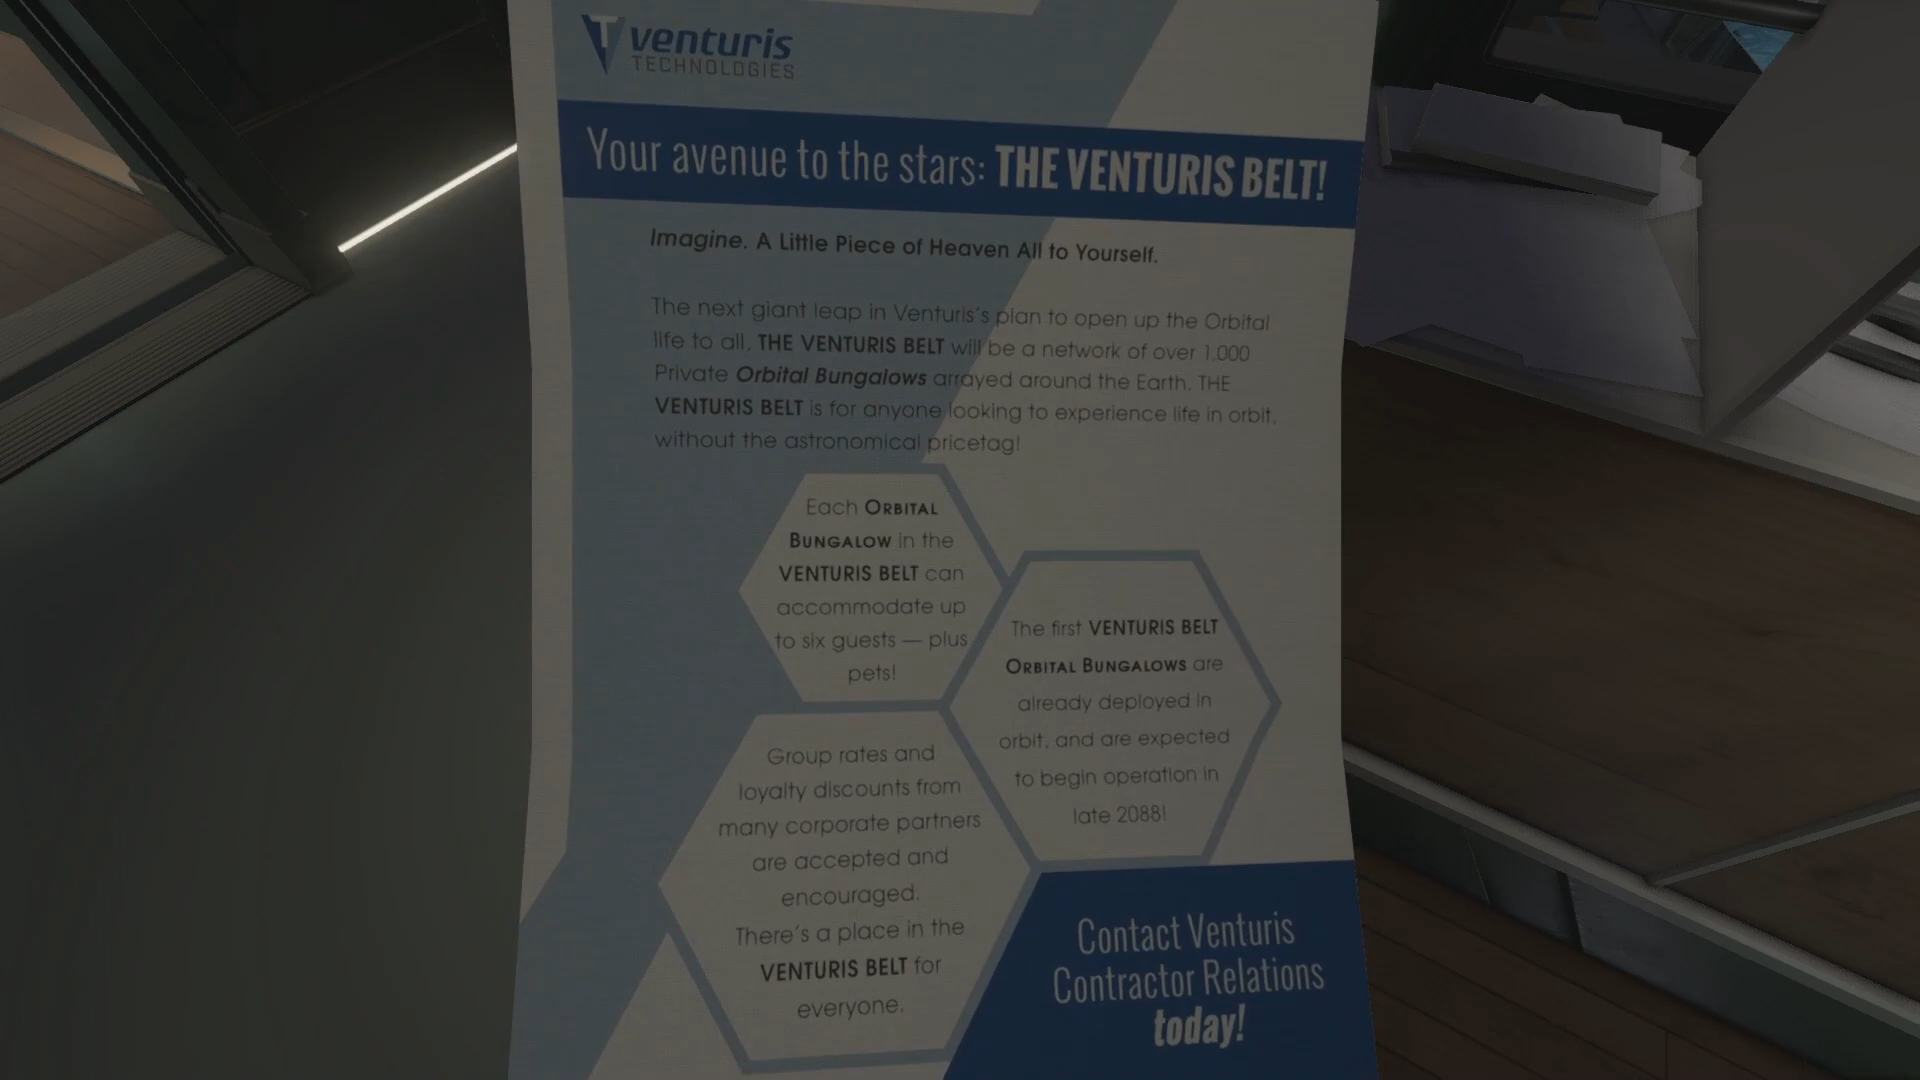 venturis
TECHNOLOGIES
Your avenue to the stars: THE VENTURIS BELT!
Imagine. A Little Piece of Heaven All to Yourself.
The next giant leap in Venturis's plan to open up the Orbital
life to all, THE VENTURIS BELT will be a network of over 1,000
Private Orbital Bungalows arrayed around the Earth. THE
VENTURIS BELT is for anyone looking to experience life in orbit,
without the astronomical pricetag!
Each ORBITAL
BUNGALOW in the
VENTURIS BELT can
accommodate up
to six guests — plus
pets!
The first VENTURIS BELT
ORBITAL BUNGALOWS are
already deployed in
orbit, and are expected
to begin operation in
late 2088!
Group rates and
loyalty discounts from
many corporate partners
are accepted and
encouraged.
There's a place in the
VENTURIS BELT for
everyone.
Contact Venturis
Contractor Relations
today!